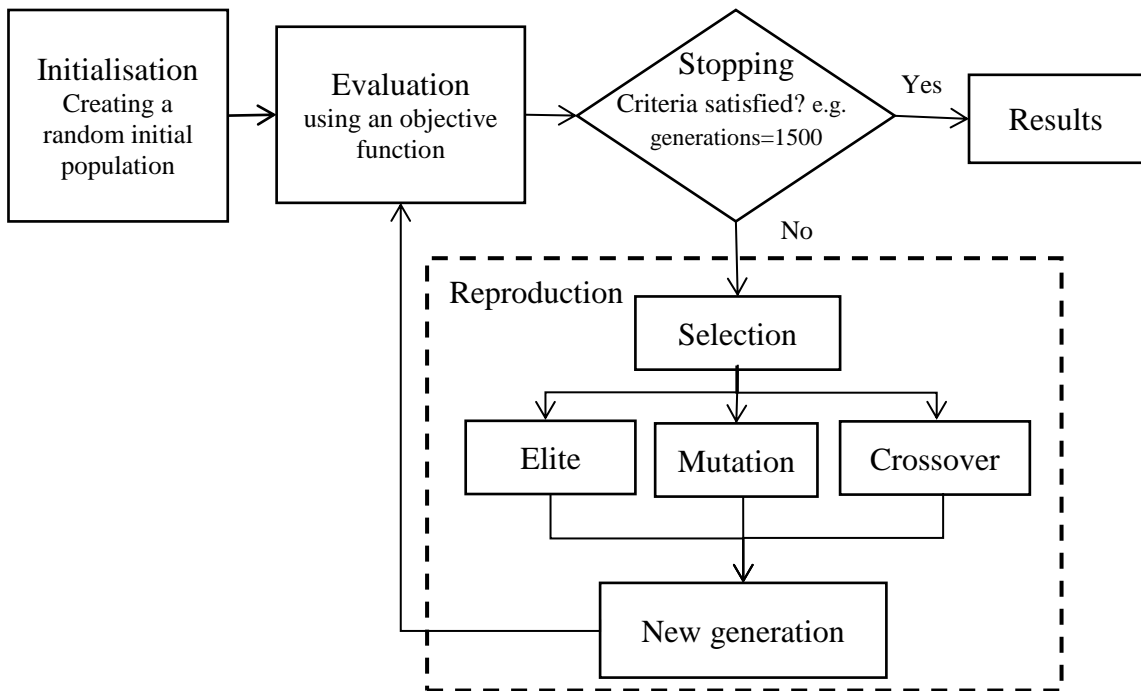 Initialisation
Creating a
random initial
population
Evaluation
using an objective
function
Stopping
Criteria satisfied? e.g.
generations=1500
Yes
Results
No
Reproduction
Selection
Elite
Mutation
Crossover
New generation